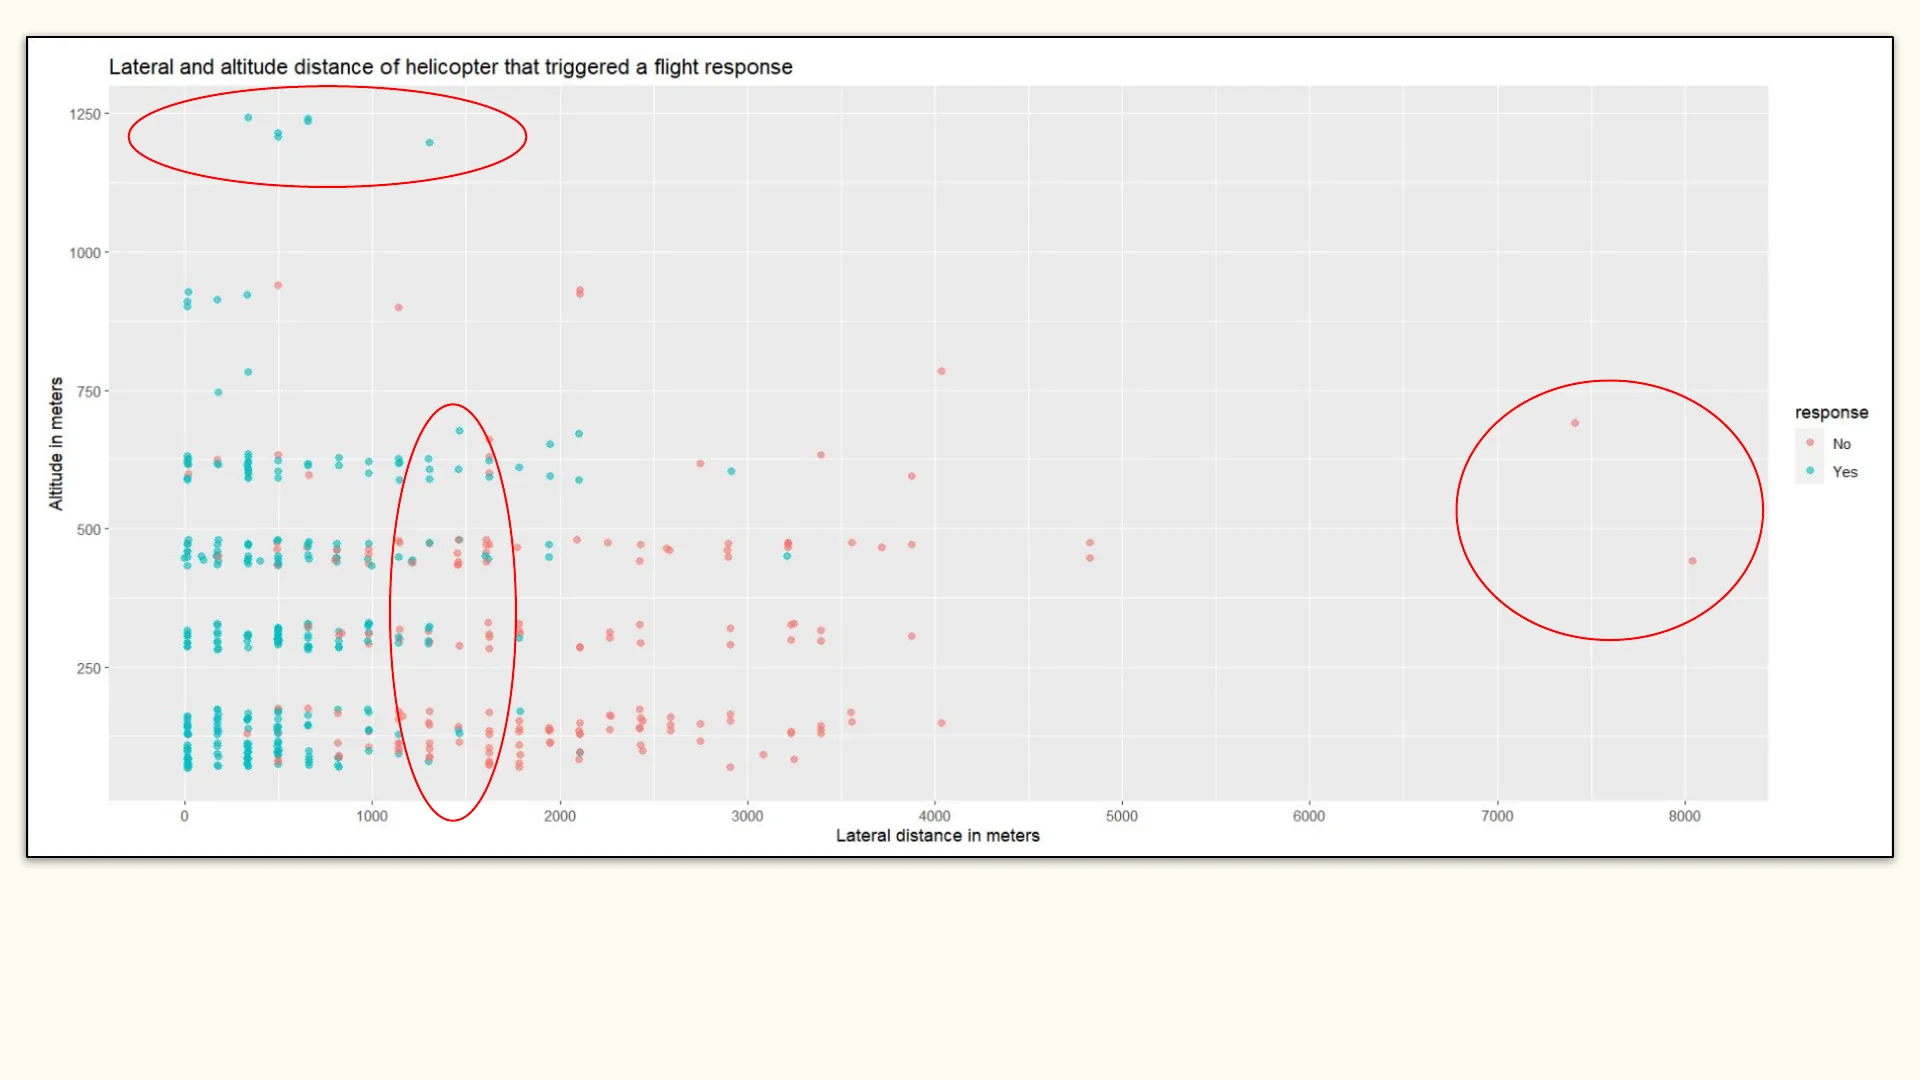 Lateral and altitude distance of helicopter that triggered a flight response
1250
1000
750
500
250
Altitude in meters
0 1000 2000 3000 4000 5000 6000 7000 8000
Lateral distance in meters
response
No
Yes